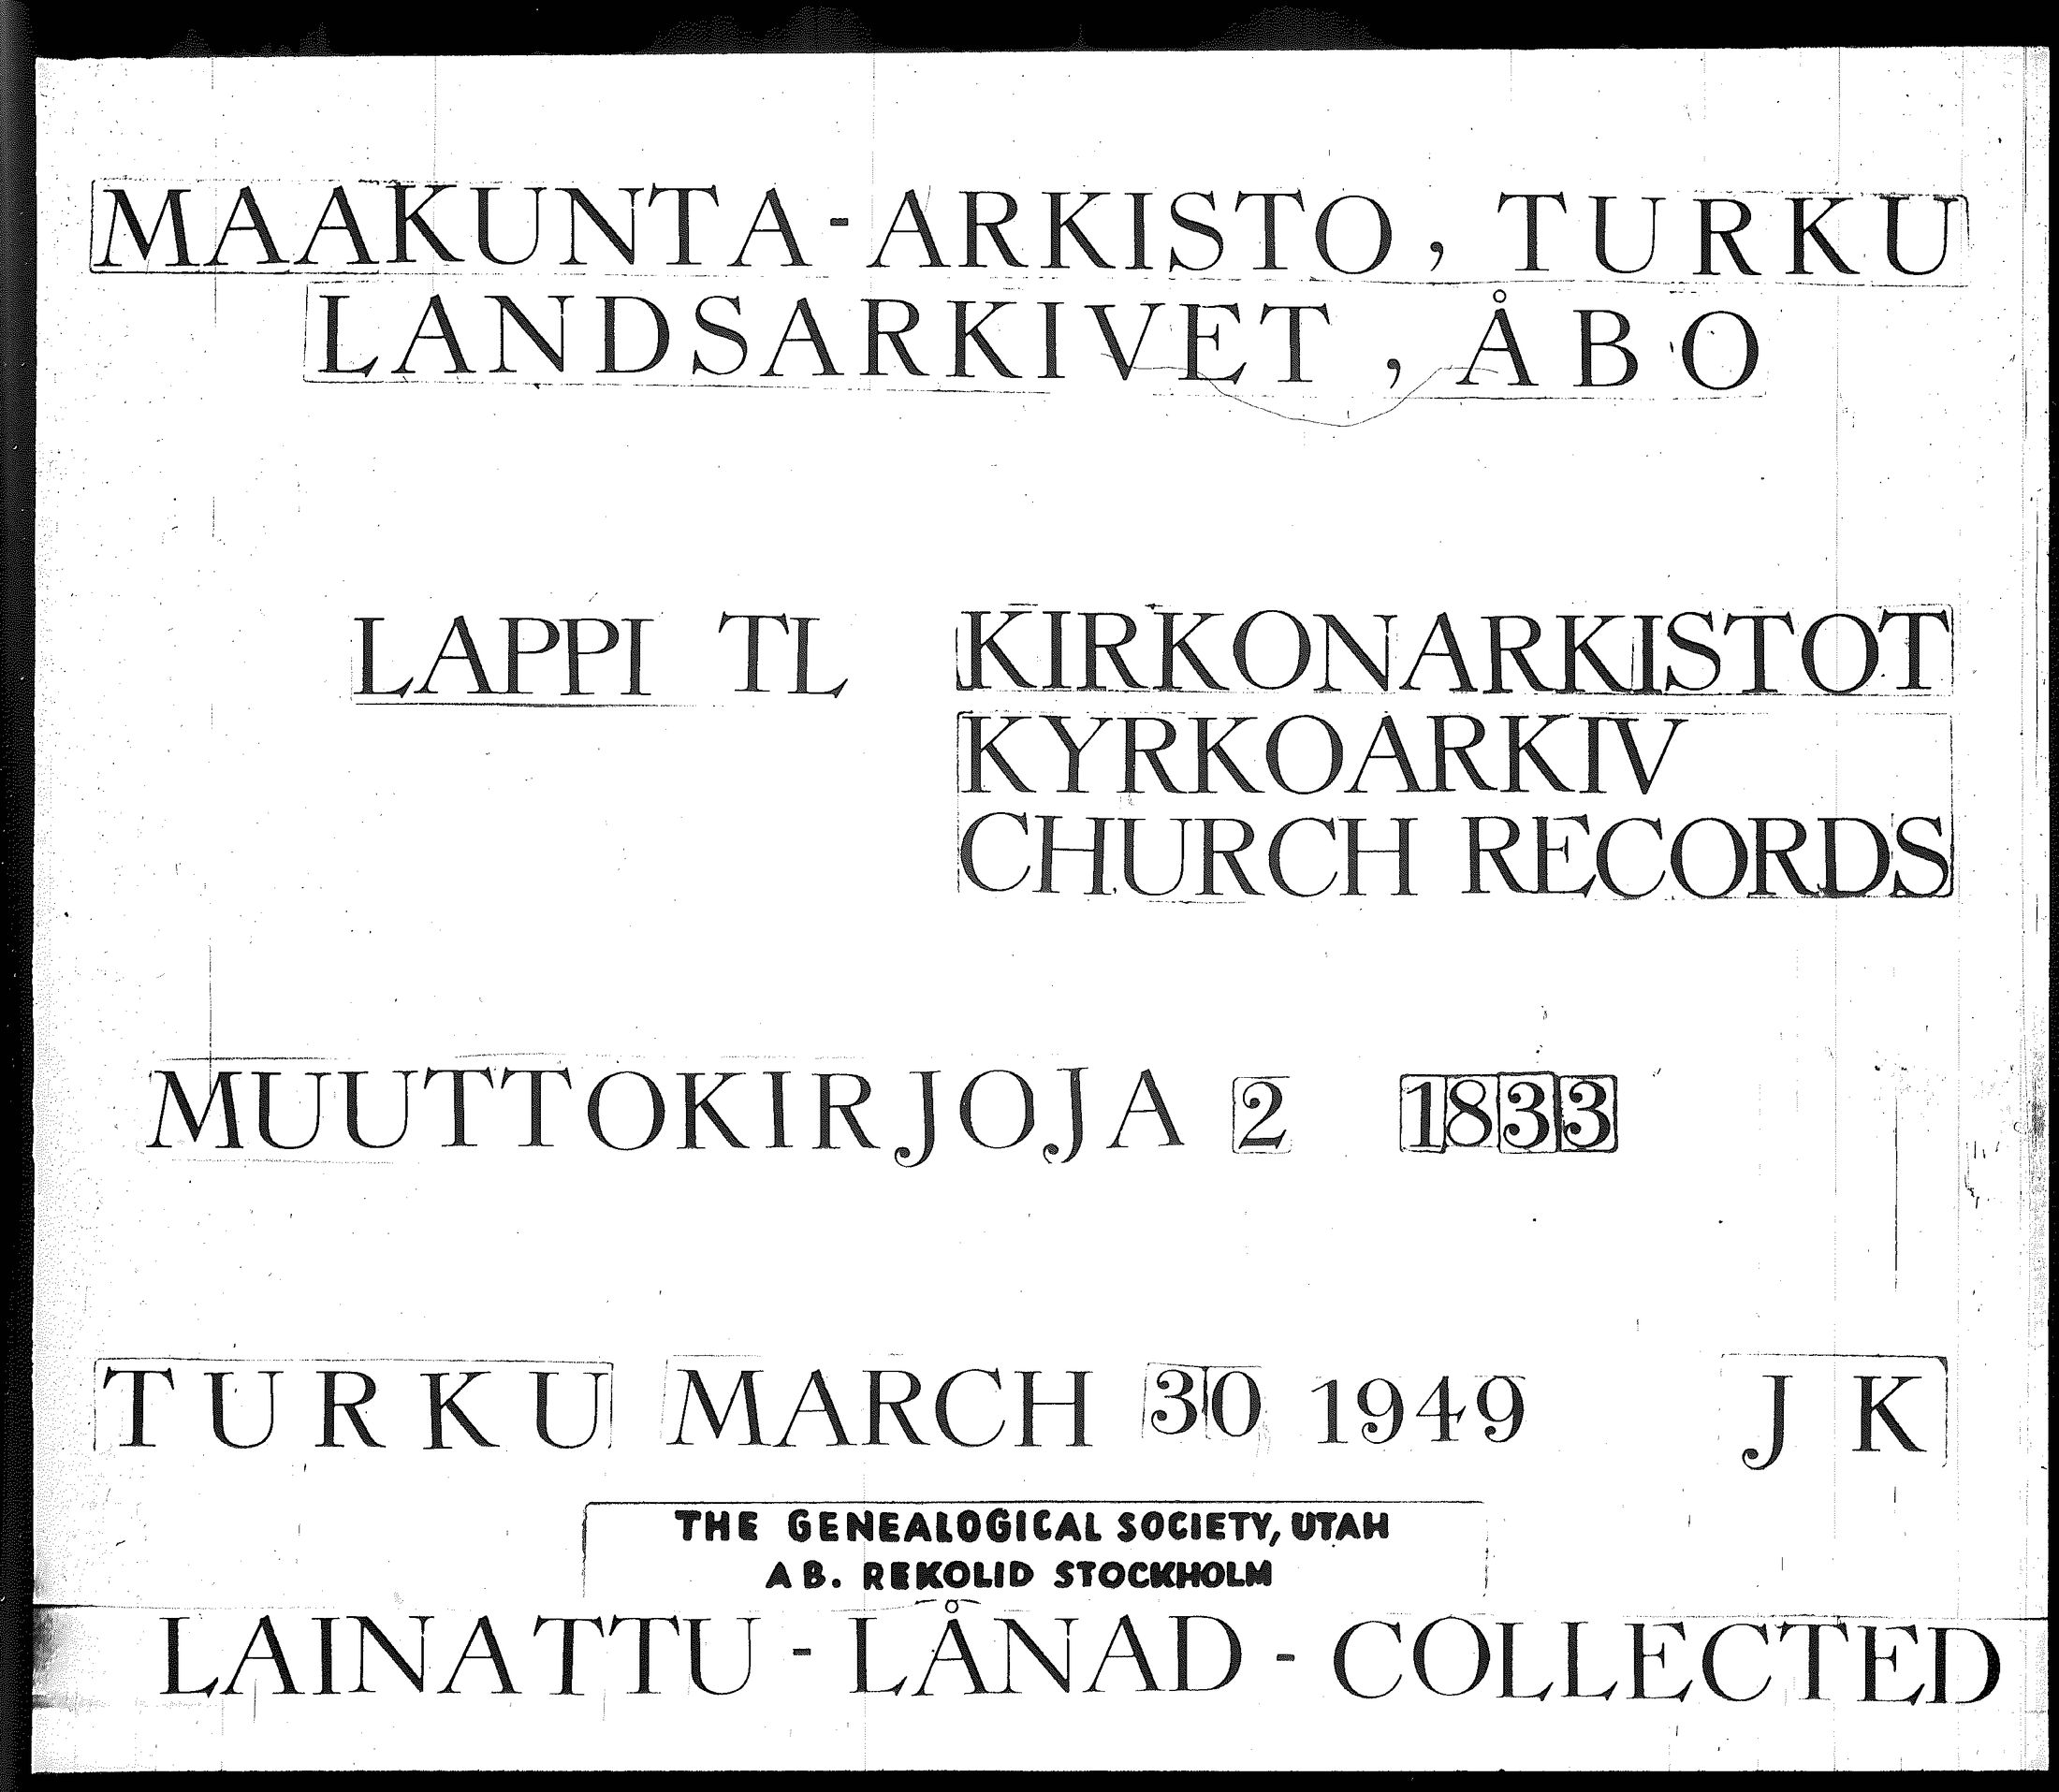 MAAKUNTA-ARKISTO, TURKU
LANDSARKIVET, ÅBO
LAPPI TL KIRKONARKISTOT
KYRKOARKIV
CHURCH RECORDS
MUUTTOKIRJOJA 2 1833
TURKU MARCH 30 1949 J K
THE GENEALOGICAL SOCIETY, UTAH
AB. REKOLID STOCKHOLM
LAINATTU - LÅNAD - COLLECTED